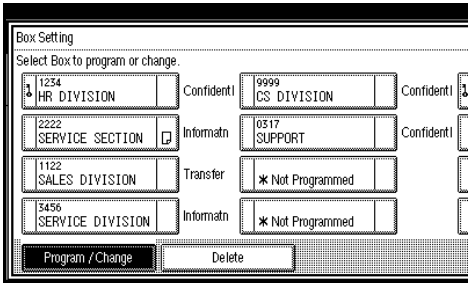 Box Setting
Select Box to program or change.
1234
HR DIVISION
Confidentl
9999
CS DIVISION
Confidentl
2222
SERVICE SECTION
Informatn
0317
SUPPORT
Confidentl
1122
SALES DIVISION
Transfer
* Not Programmed
3456
SERVICE DIVISION
Informatn
* Not Programmed
Program / Change
Delete